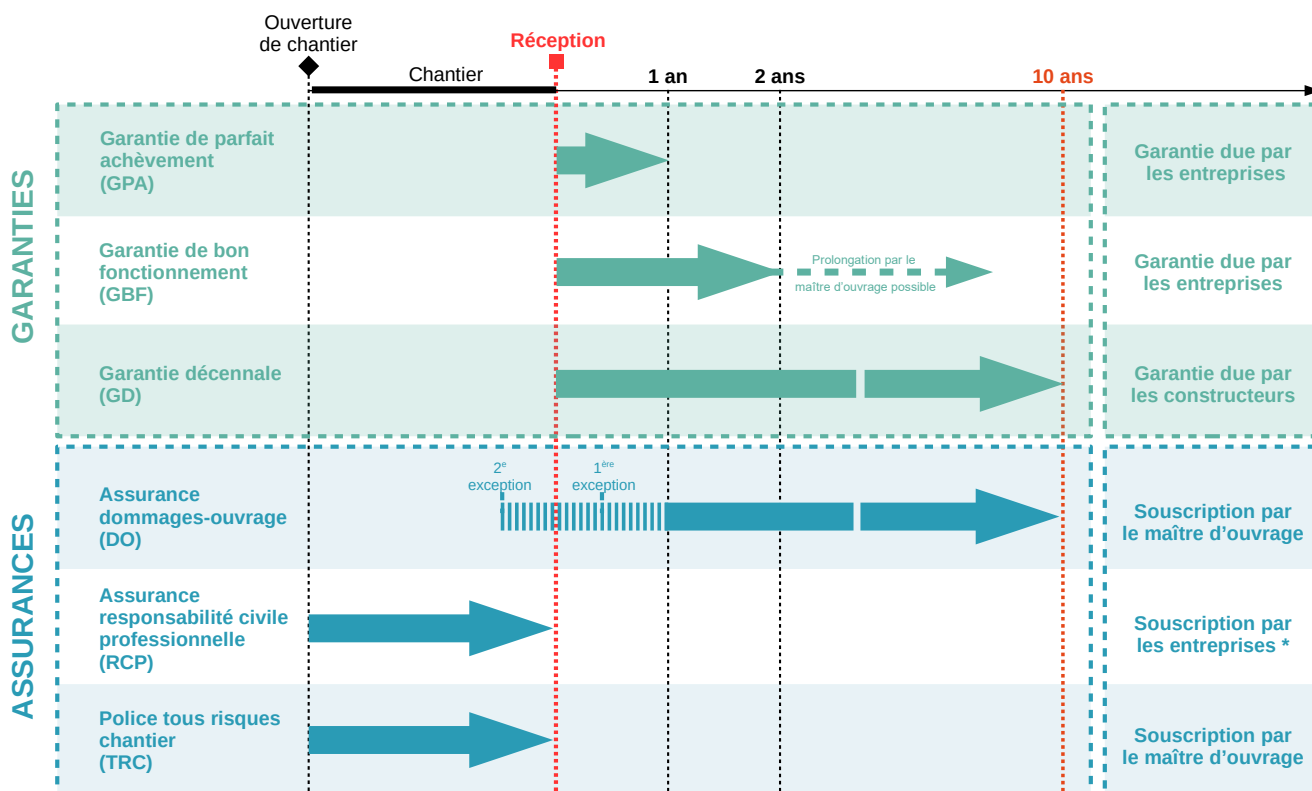 Ouverture
de chantier
Réception
Chantier
1 an
2 ans
10 ans
GARANTIES
Garantie de parfait
achèvement
(GPA)
Garantie due par
les entreprises
Garantie de bon
fonctionnement
(GBF)
Prolongation par le
maître d'ouvrage possible
Garantie due par
les entreprises
Garantie décennale
(GD)
Garantie due par
les constructeurs
ASSURANCES
2e
exception
1ère
exception
Assurance
dommages-ouvrage
(DO)
Souscription par
le maître d'ouvrage
Assurance
responsabilité civile
professionnelle
(RCP)
Souscription par
les entreprises *
Police tous risques
chantier
(TRC)
Souscription par
le maître d'ouvrage